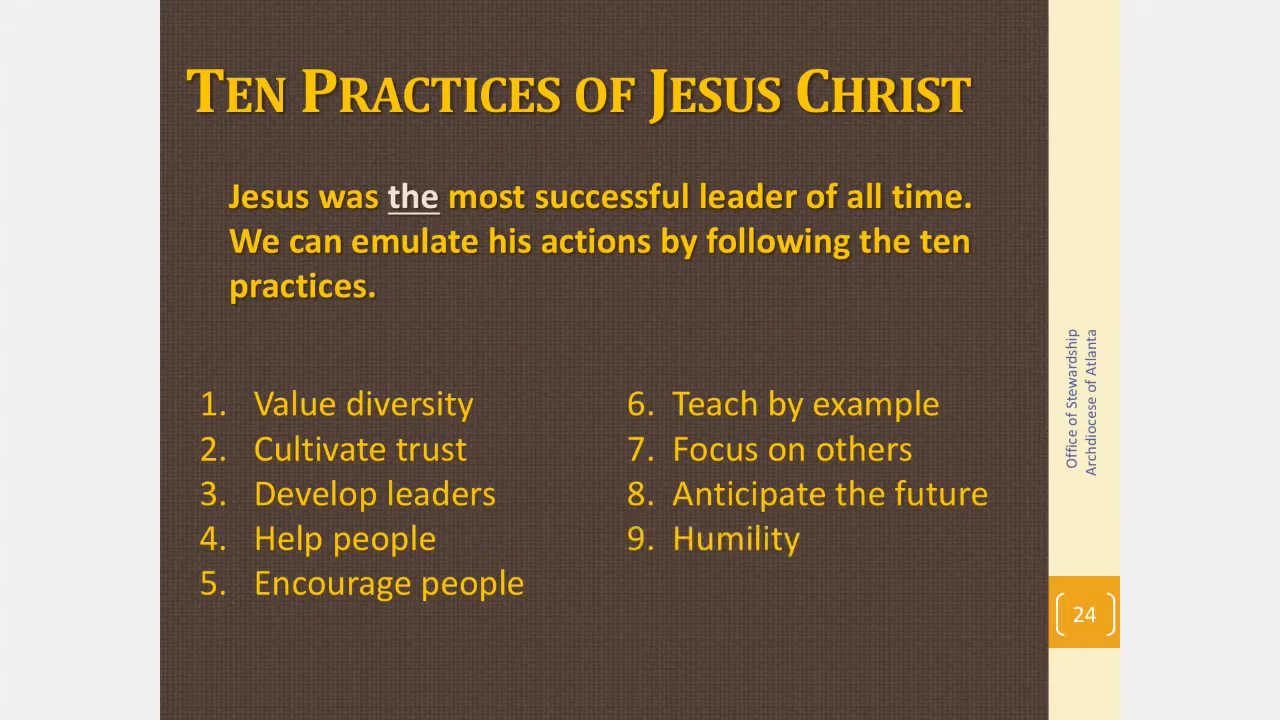 TEN PRACTICES OF JESUS CHRIST
Jesus was the most successful leader of all time.
We can emulate his actions by following the ten
practices.
1. Value diversity
2. Cultivate trust
3. Develop leaders
4. Help people
5. Encourage people
6. Teach by example
7. Focus on others
8. Anticipate the future
9. Humility
Office of Stewardship
Archdiocese of Atlanta
24